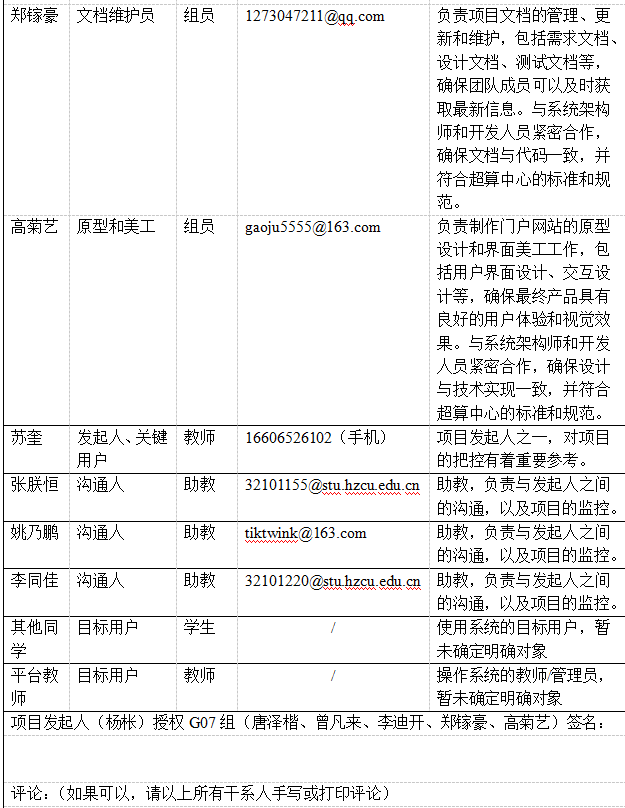 郑镓豪 文档维护员 组员 1273047211@qq.com 负责项目文档的管理、更
新和维护，包括需求文档、
设计文档、测试文档等，
确保团队成员可以及时获
取最新信息。与系统架构
师和开发人员紧密合作，
确保文档与代码一致，并
符合超算中心的标准和规
范。
高菊艺 原型和美工 组员 gaoju5555@163.com 负责制作门户网站的原型
设计和界面美工工作，包
括用户界面设计、交互设
计等，确保最终产品具有
良好的用户体验和视觉效
果。与系统架构师和开发
人员紧密合作，确保设计
与技术实现一致，并符合
超算中心的标准和规范。
苏奎 发起人、关键 教师 16606526102（手机） 项目发起人之一，对项目
用户 的把控有着重要参考。
张朕恒 沟通人 助教 32101155@stu.hzcu.edu.cn 助教，负责与发起人之间
的沟通，以及项目的监控。
姚乃鹏 沟通人 助教 tiktwink@163.com 助教，负责与发起人之间
的沟通，以及项目的监控。
李同佳 沟通人 助教 32101220@stu.hzcu.edu.cn 助教，负责与发起人之间
的沟通，以及项目的监控。
其他同 目标用户 学生 / 使用系统的目标用户，暂
学 未确定明确对象
平台教 目标用户 教师 / 操作系统的教师/管理员，
师 暂未确定明确对象
项目发起人（杨枨）授权 G07 组（唐泽楷、曾凡来、李迪开、郑镓豪、高菊艺）签名：
评论：（如果可以，请以上所有干系人手写或打印评论）